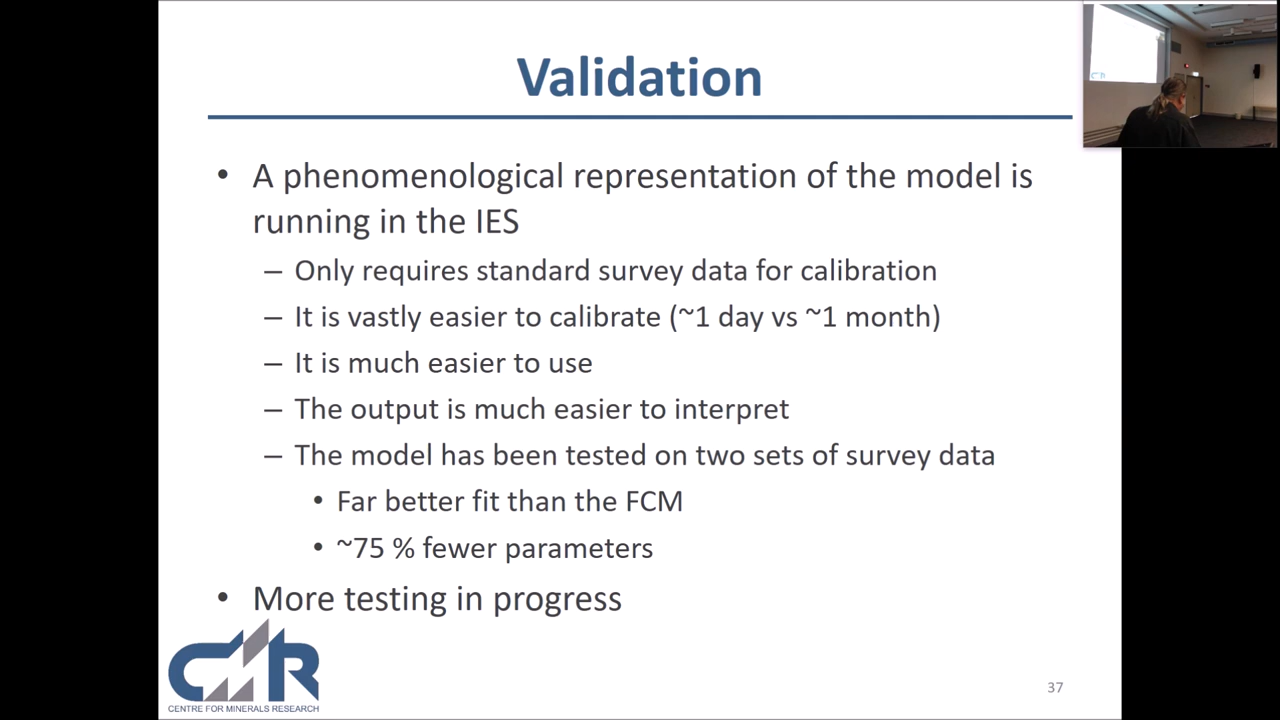 Validation
• A phenomenological representation of the model is
running in the IES
– Only requires standard survey data for calibration
– It is vastly easier to calibrate (~1 day vs ~1 month)
– It is much easier to use
– The output is much easier to interpret
– The model has been tested on two sets of survey data
• Far better fit than the FCM
• ~75 % fewer parameters
• More testing in progress
CMR
CENTRE FOR MINERALS RESEARCH
37